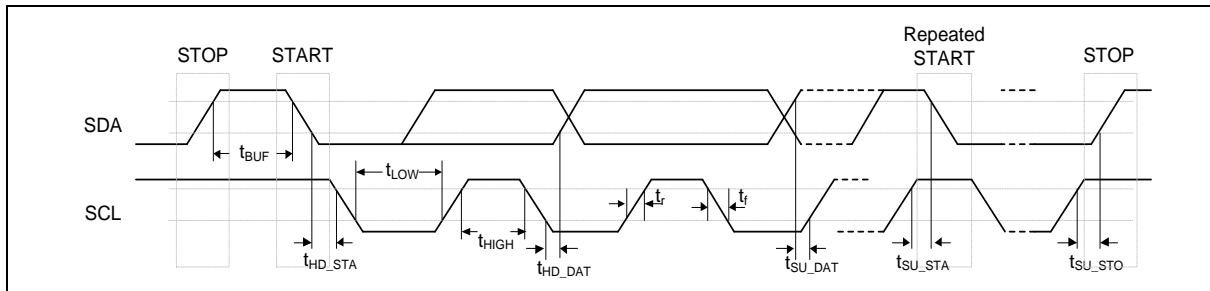 STOP
START
Repeated
START
STOP
SDA
tBUF
tLOW
SCL
tr
tf
tHIGH
tHD_STA
tHD_DAT
tSU_DAT
tSU_STA
tSU_STO